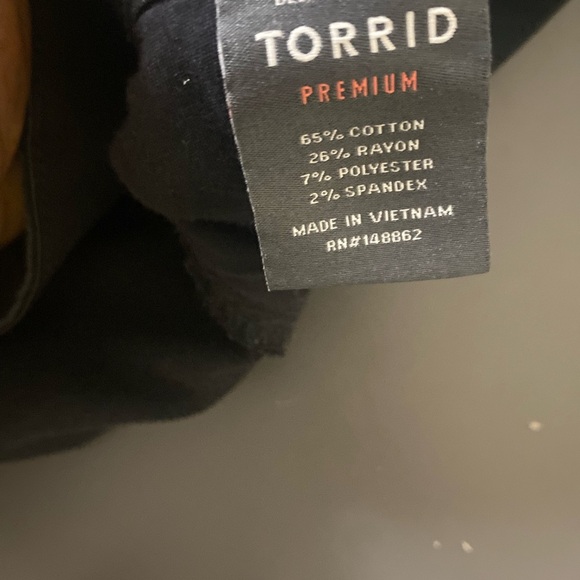 TORRID
PREMIUM
65% COTTON
26% RAYON
7% POLYESTER
2% SPANDEX
MADE IN VIETNAM
RN#148862